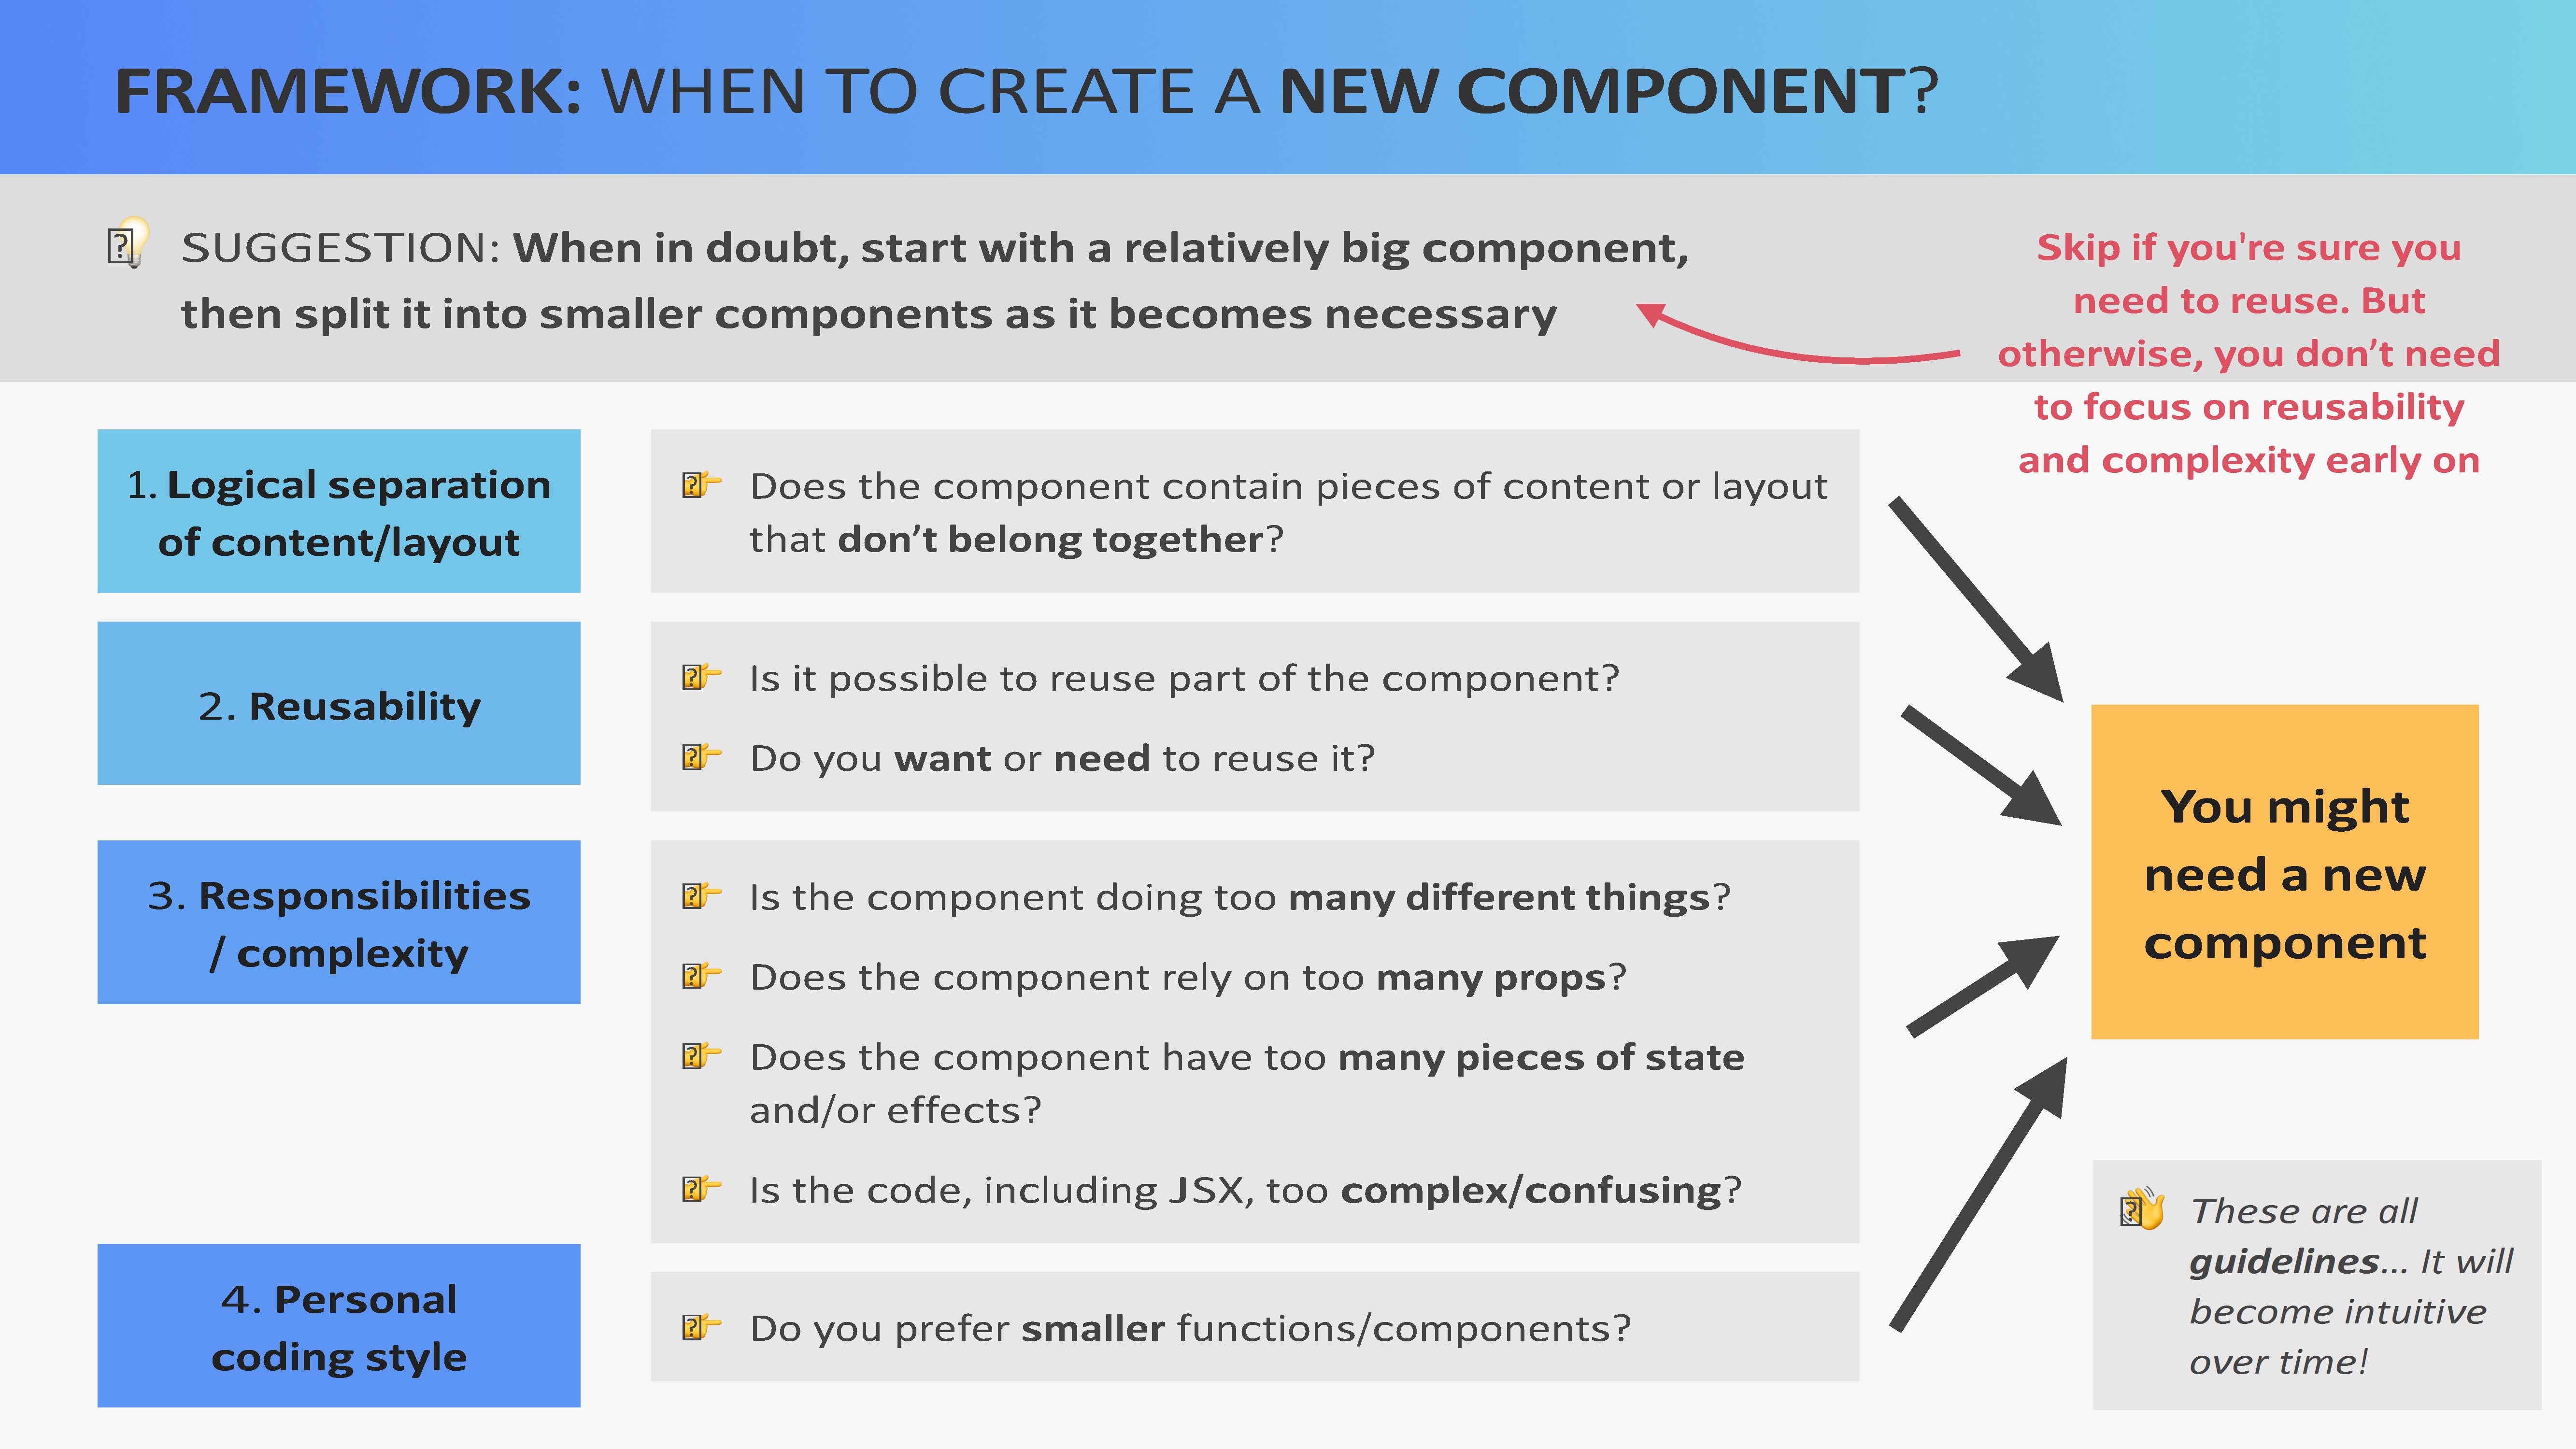 FRAMEWORK: WHEN TO CREATE A NEW COMPONENT?
SUGGESTION: When in doubt, start with a relatively big component,
then split it into smaller components as it becomes necessary
Skip if you're sure you
need to reuse. But
otherwise, you don’t need
to focus on reusability
and complexity early on
1. Logical separation
of content/layout
Does the component contain pieces of content or layout
that don’t belong together?
2. Reusability
Is it possible to reuse part of the component?
Do you want or need to reuse it?
3. Responsibilities
/ complexity
Is the component doing too many different things?
Does the component rely on too many props?
Does the component have too many pieces of state
and/or effects?
Is the code, including JSX, too complex/confusing?
4. Personal
coding style
Do you prefer smaller functions/components?
You might
need a new
component
These are all
guidelines… It will
become intuitive
over time!